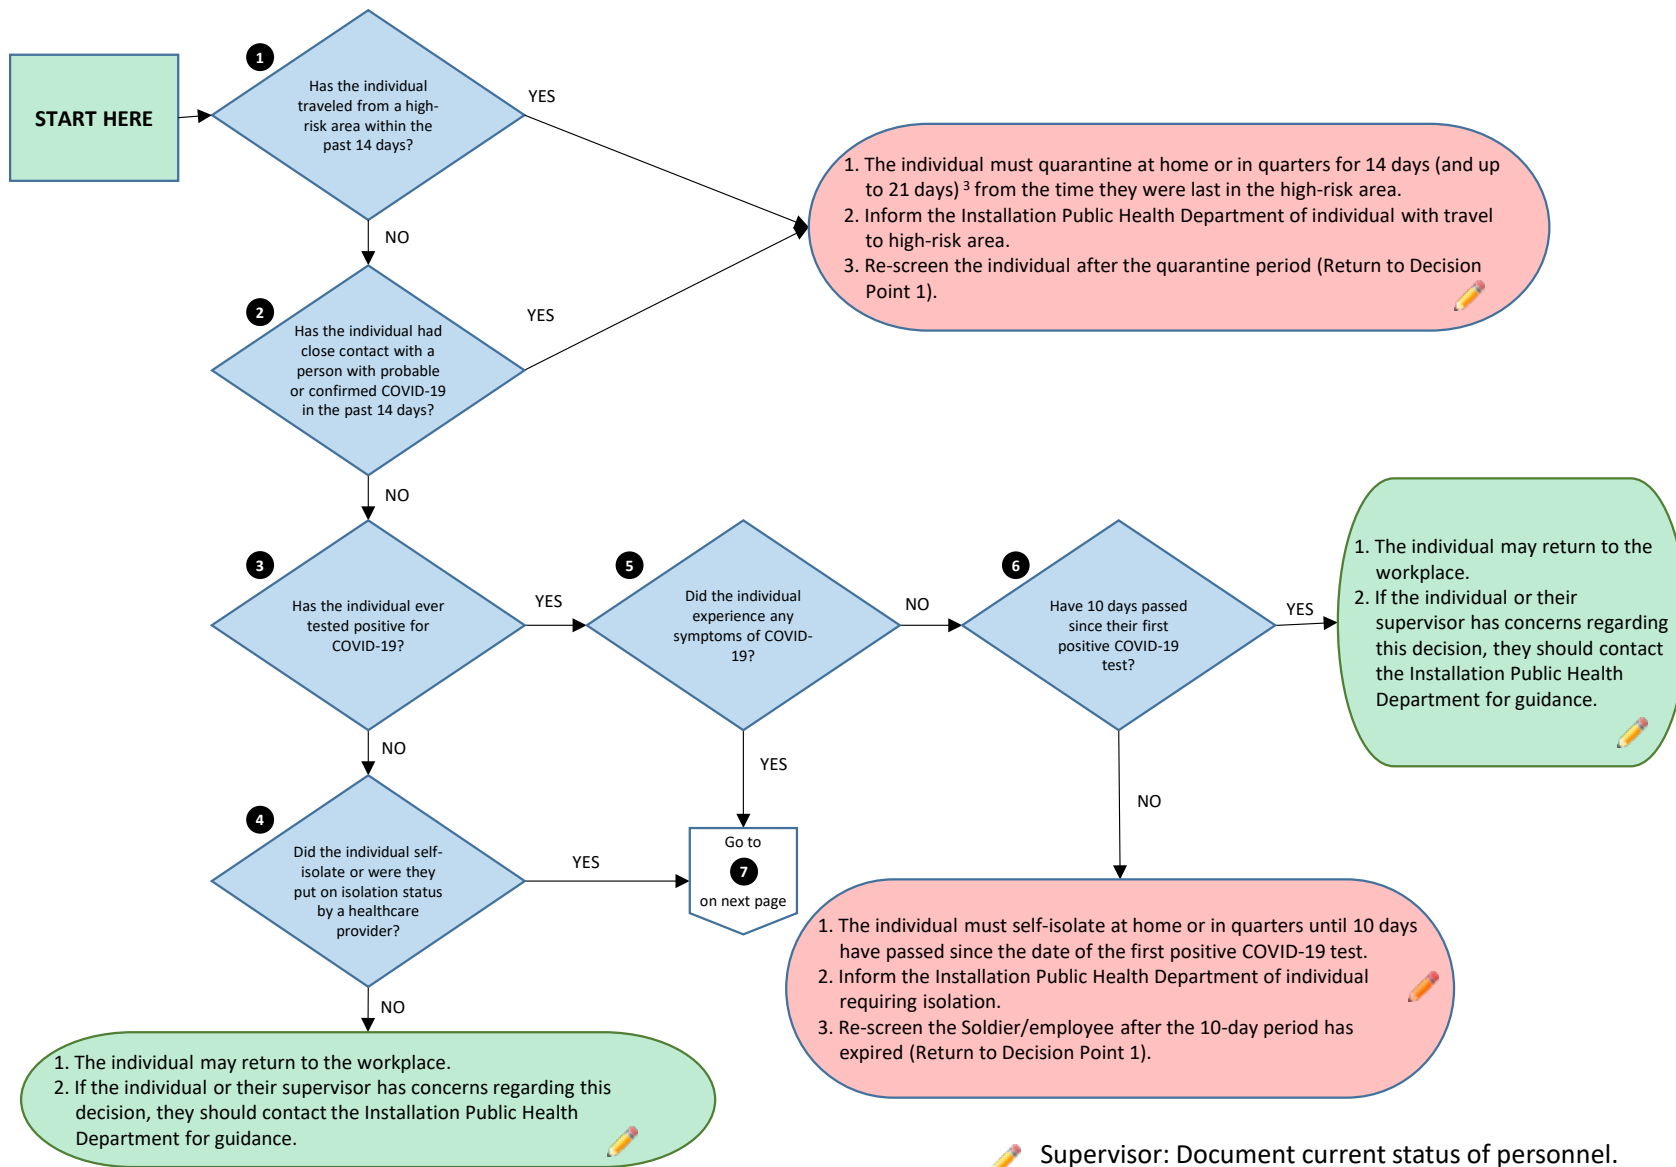 START HERE
1
Has the individual
traveled from a high-
risk area within the
past 14 days?
YES
NO
1. The individual must quarantine at home or in quarters for 14 days (and up
to 21 days) 3 from the time they were last in the high-risk area.
2. Inform the Installation Public Health Department of individual with travel
to high-risk area.
3. Re-screen the individual after the quarantine period (Return to Decision
Point 1).
2
Has the individual had
close contact with a
person with probable
or confirmed COVID-19
in the past 14 days?
YES
NO
3
Has the individual ever
tested positive for
COVID-19?
YES
NO
5
Did the individual
experience any
symptoms of COVID-
19?
NO
YES
6
Have 10 days passed
since their first
positive COVID-19
test?
YES
NO
1. The individual may return to the
workplace.
2. If the individual or their
supervisor has concerns regarding
this decision, they should contact
the Installation Public Health
Department for guidance.
4
Did the individual self-
isolate or were they
put on isolation status
by a healthcare
provider?
YES
NO
Go to
7
on next page
1. The individual must self-isolate at home or in quarters until 10 days
have passed since the date of the first positive COVID-19 test.
2. Inform the Installation Public Health Department of individual
requiring isolation.
3. Re-screen the Soldier/employee after the 10-day period has
expired (Return to Decision Point 1).
1. The individual may return to the workplace.
2. If the individual or their supervisor has concerns regarding this
decision, they should contact the Installation Public Health
Department for guidance.
Supervisor: Document current status of personnel.